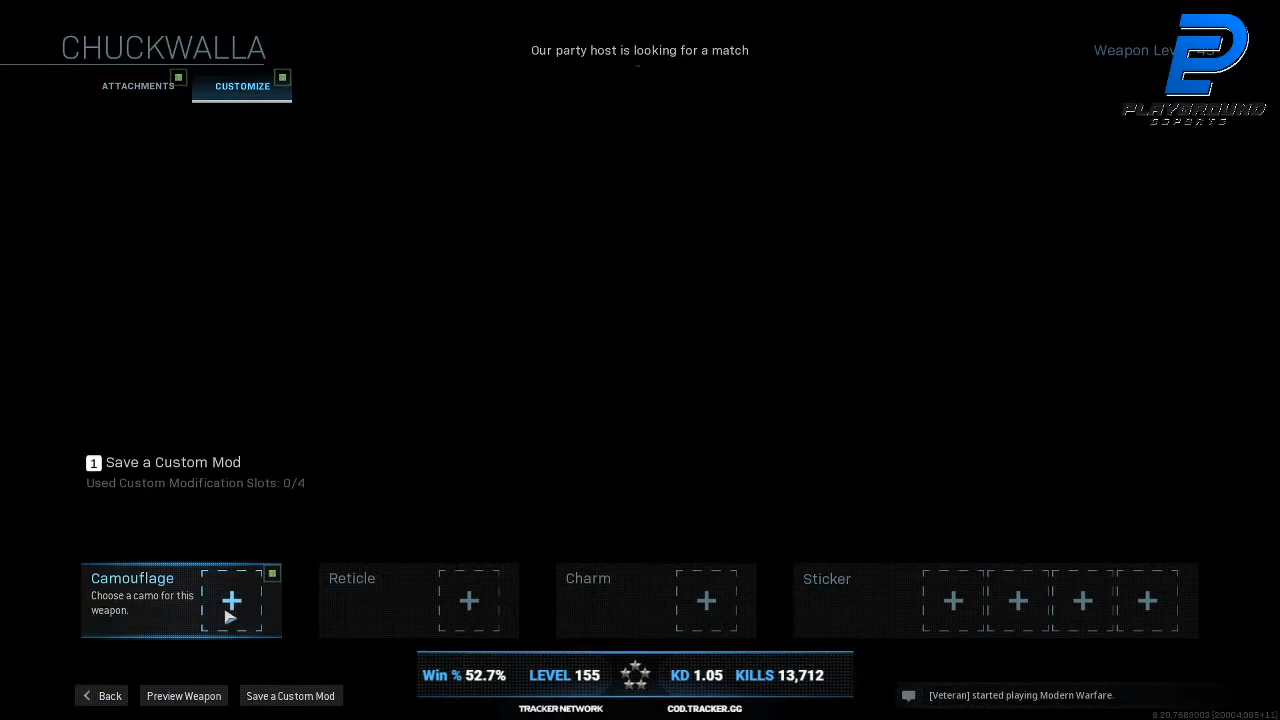 CHUCKWALLA
Our party host is looking for a match
Weapon
PLAYGROUND
ESPORTS
ATTACHMENTS
CUSTOMIZE
1 Save a Custom Mod
Used Custom Modification Slots: 0/4
Camouflage
Choose a camo for this
weapon.
Reticle
Charm
Sticker
Win % 52.7% LEVEL 155 KD 1.05 KILLS 13,712
TRACKER NETWORK COD.TRACKER.GG
Back
Preview Weapon
Save a Custom Mod
[Veteran] started playing Modern Warfare.